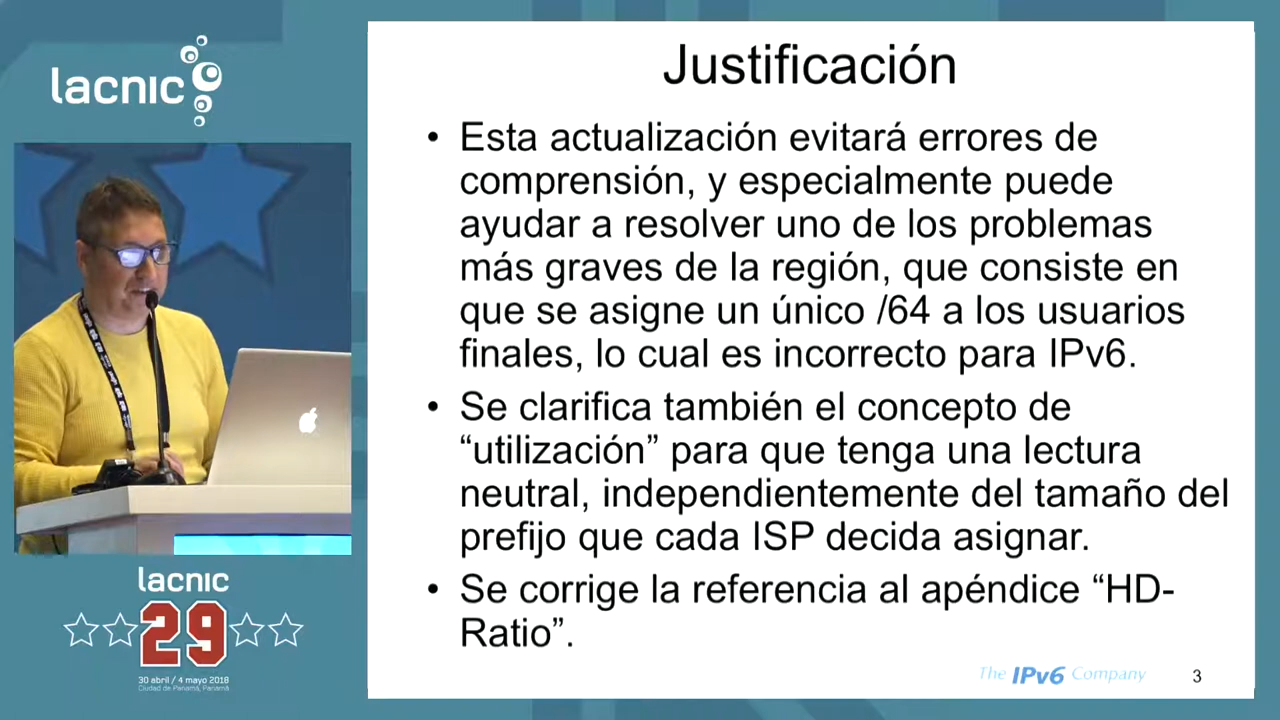 lacnic
Justificación
• Esta actualización evitará errores de
comprensión, y especialmente puede
ayudar a resolver uno de los problemas
más graves de la región, que consiste en
que se asigne un único /64 a los usuarios
finales, lo cual es incorrecto para IPv6.
• Se clarifica también el concepto de
“utilización” para que tenga una lectura
neutral, independientemente del tamaño del
prefijo que cada ISP decida asignar.
• Se corrige la referencia al apéndice “HD-
Ratio”.
The IPv6 Company
3
lacnic
29
30 abril / 4 mayo 2018
Ciudad de Panamá, Panamá